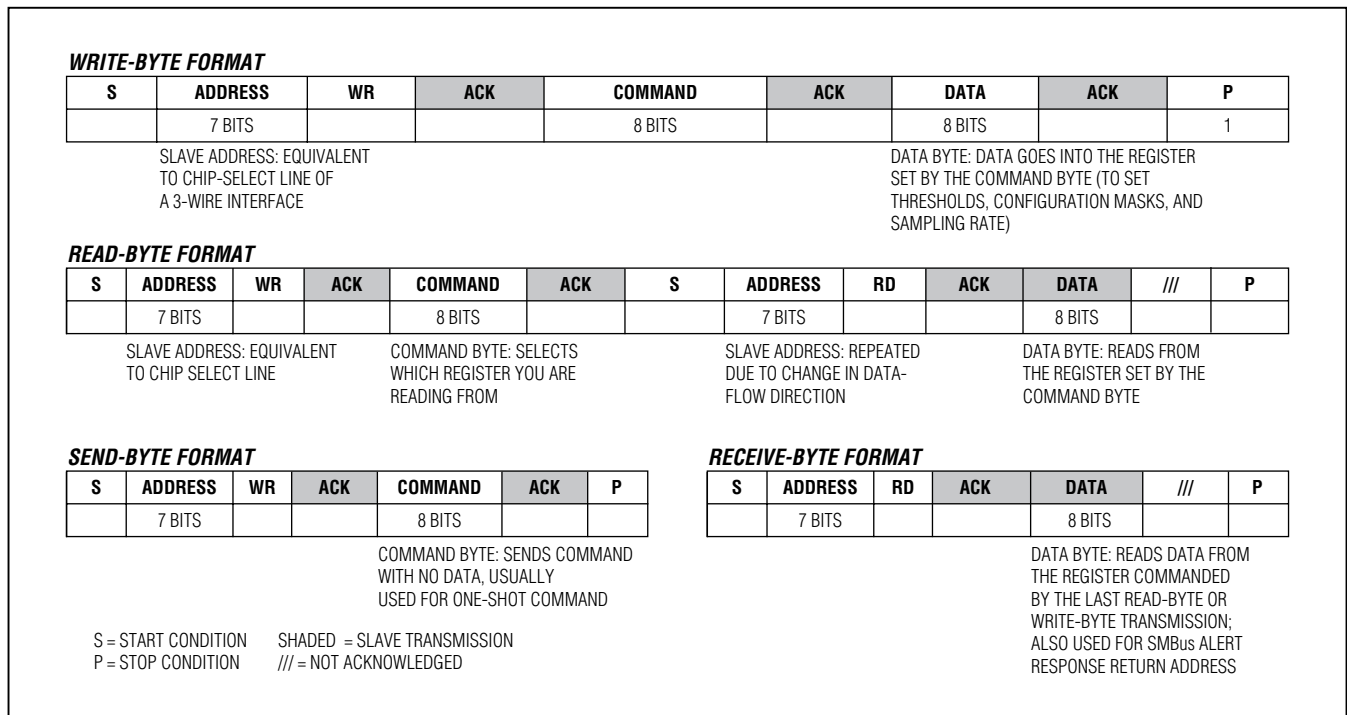 WRITE-BYTE FORMAT
S ADDRESS WR ACK COMMAND ACK DATA ACK P
7 BITS 8 BITS 8 BITS 1
SLAVE ADDRESS: EQUIVALENT
TO CHIP-SELECT LINE OF
A 3-WIRE INTERFACE
DATA BYTE: DATA GOES INTO THE REGISTER
SET BY THE COMMAND BYTE (TO SET
THRESHOLDS, CONFIGURATION MASKS, AND
SAMPLING RATE)
READ-BYTE FORMAT
S ADDRESS WR ACK COMMAND ACK S ADDRESS RD ACK DATA /// P
7 BITS 8 BITS 7 BITS 8 BITS
SLAVE ADDRESS: EQUIVALENT
TO CHIP SELECT LINE
COMMAND BYTE: SELECTS
WHICH REGISTER YOU ARE
READING FROM
SLAVE ADDRESS: REPEATED
DUE TO CHANGE IN DATA-
FLOW DIRECTION
DATA BYTE: READS FROM
THE REGISTER SET BY THE
COMMAND BYTE
SEND-BYTE FORMAT
S ADDRESS WR ACK COMMAND ACK P
7 BITS 8 BITS
COMMAND BYTE: SENDS COMMAND
WITH NO DATA, USUALLY
USED FOR ONE-SHOT COMMAND
RECEIVE-BYTE FORMAT
S ADDRESS RD ACK DATA /// P
7 BITS 8 BITS
DATA BYTE: READS DATA FROM
THE REGISTER COMMANDED
BY THE LAST READ-BYTE OR
WRITE-BYTE TRANSMISSION;
ALSO USED FOR SMBus ALERT
RESPONSE RETURN ADDRESS
S = START CONDITION SHADED = SLAVE TRANSMISSION
P = STOP CONDITION /// = NOT ACKNOWLEDGED